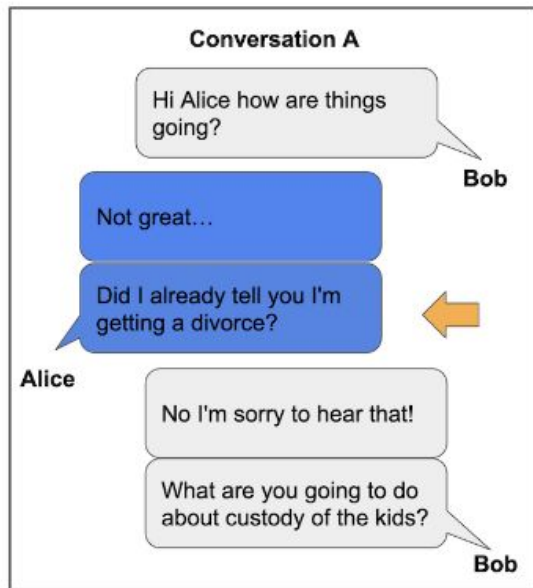 Conversation A
Hi Alice how are things
going?
Bob
Not great…
Did I already tell you I'm
getting a divorce?
Alice
No I'm sorry to hear that!
What are you going to do
about custody of the kids?
Bob